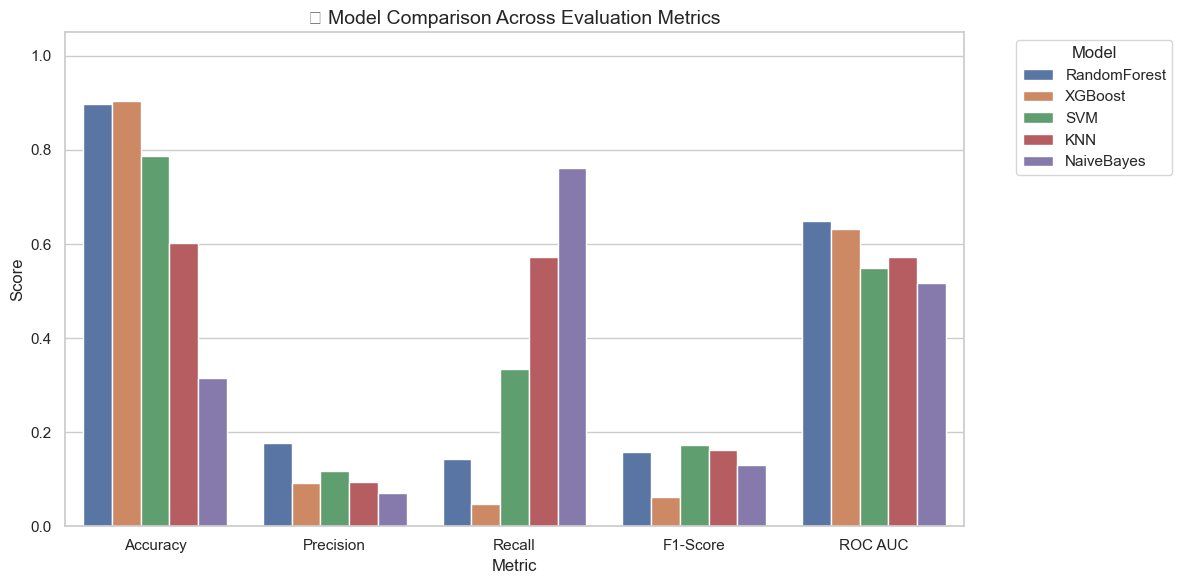 Model Comparison Across Evaluation Metrics
1.0
0.8
0.6
0.4
0.2
0.0
Score
Accuracy
Precision
Recall
F1-Score
ROC AUC
Metric
Model
RandomForest
XGBoost
SVM
KNN
NaiveBayes